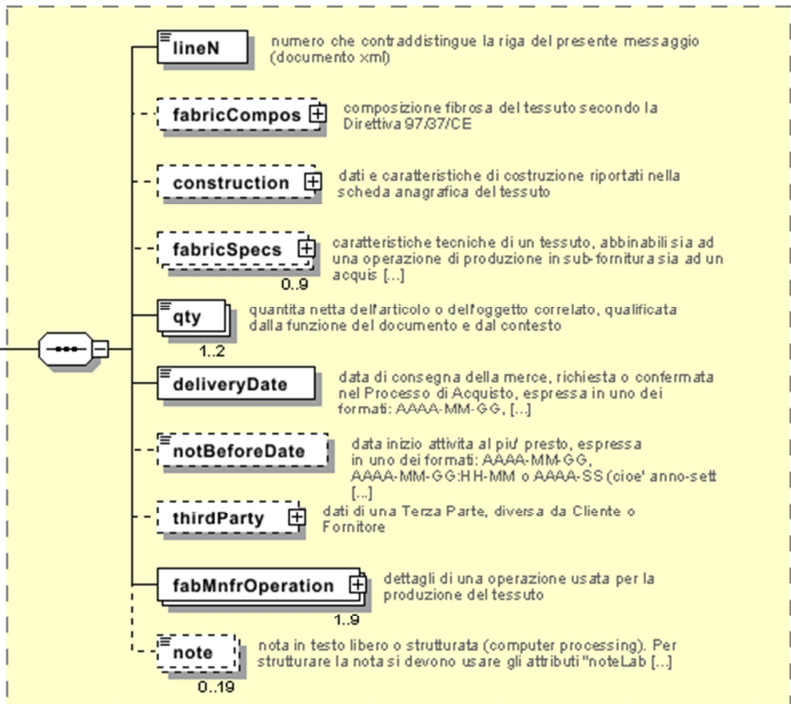 lineN
numero che contraddistingue la riga del presente messaggio
(documento xml)
fabricCompos
composizione fibrosa del tessuto secondo la
Direttiva 97/37/CE
construction
dati e caratteristiche di costruzione riportati nella
scheda anagrafica del tessuto
fabricSpecs
caratteristiche tecniche di un tessuto, abbinabili sia ad
una operazione di produzione in sub-fornitura sia ad un
acquis [...]
0..9
qty
quantita netta dell'articolo o dell'oggetto correlato, qualificata
dalla funzione del documento e dal contesto
1..2
deliveryDate
data di consegna della merce, richiesta o confermata
nel Processo di Acquisto, espressa in uno dei
formati: AAAA-MM-GG, [...]
notBeforeDate
data inizio attivita al piu' presto, espressa
in uno dei formati: AAAA-MM-GG,
AAAA-MM-GG:HH-MM o AAAA-SS (cioe' anno-sett
[...]
thirdParty
dati di una Terza Parte, diversa da Cliente o
Fornitore
fabMnfrOperation
dettagli di una operazione usata per la
produzione del tessuto
1..9
note
nota in testo libero o strutturata (computer processing). Per
strutturare la nota si devono usare gli attributi "noteLab [...]
0..19